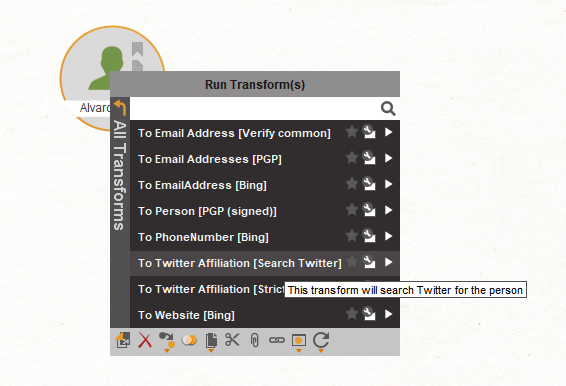 Run Transform(s)
Alvaro
All Transforms
To Email Address [Verify common]
To Email Addresses [PGP]
To EmailAddress [Bing]
To Person [PGP (signed)]
To PhoneNumber [Bing]
To Twitter Affiliation [Search Twitter]
To Twitter Affiliation [Strict
This transform will search Twitter for the person
To Website [Bing]